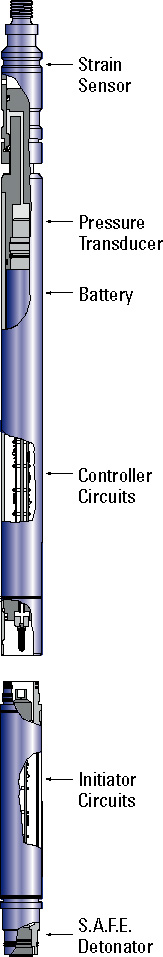 Strain
Sensor
Pressure
Transducer
Battery
Controller
Circuits
Initiator
Circuits
S.A.F.E.
Detonator